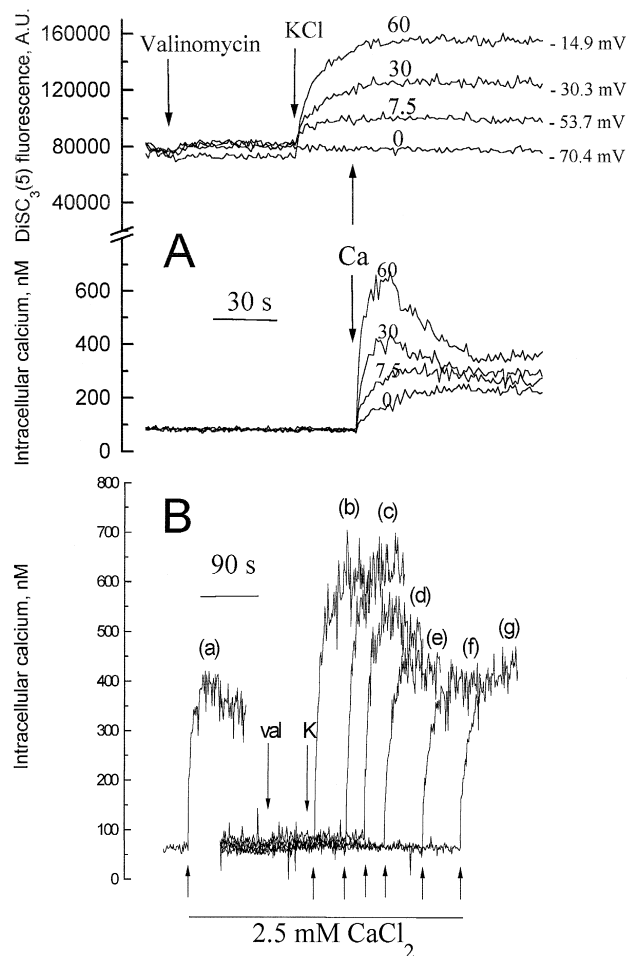 DiSC3(5) fluorescence, A.U.
160000
120000
80000
40000
Valinomycin
KCl
60
- 14.9 mV
30
- 30.3 mV
7.5
- 53.7 mV
0
- 70.4 mV
A
Intracellular calcium, nM
600
400
200
0
30 s
Ca
60
30
7.5
0
B
Intracellular calcium, nM
800
700
600
500
400
300
200
100
0
90 s
(a)
(b)
(c)
(d)
(e)
(f)
(g)
val
K
2.5 mM CaCl2